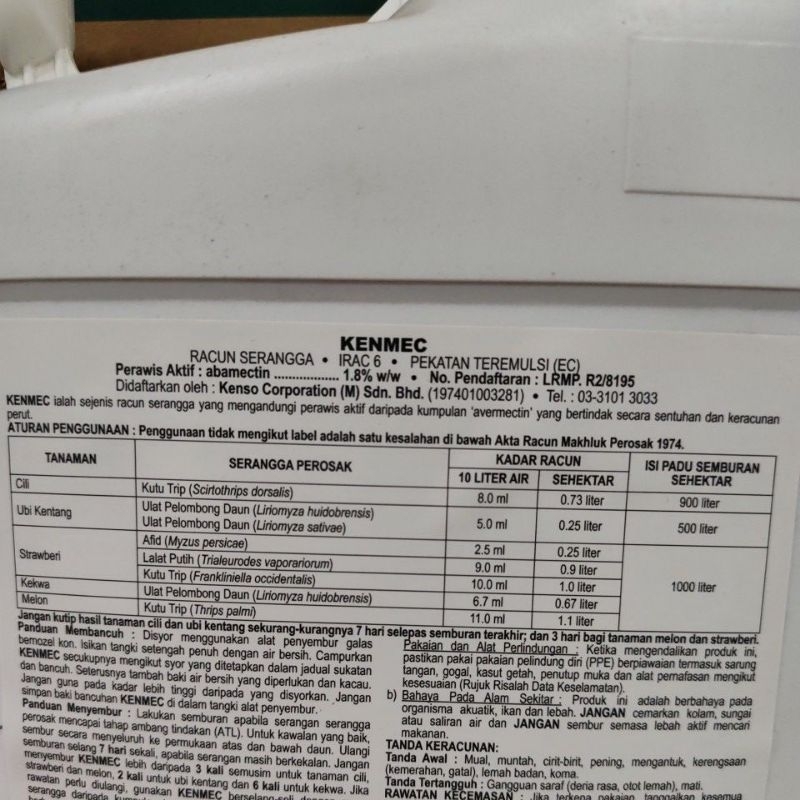 KENMEC
RACUN SERANGGA • IRAC 6 • PEKATAN TEREMULSI (EC)
Perawis Aktif : abamectin .................. 1.8% w/w • No. Pendaftaran : LRMP. R2/8195
Didaftarkan oleh : Kenso Corporation (M) Sdn. Bhd. (197401003281) • Tel. : 03-3101 3033
KENMEC ialah sejenis racun serangga yang mengandungi perawis aktif daripada kumpulan 'avermectin' yang bertindak secara sentuhan dan keracunan
perut.
ATURAN PENGGUNAAN : Penggunaan tidak mengikut label adalah satu kesalahan di bawah Akta Racun Makhluk Perosak 1974.
TANAMAN SERANGGA PEROSAK KADAR RACUN ISI PADU SEMBURAN
10 LITER AIR SEHEKTAR SEHEKTAR
Cili Kutu Trip (Scirtothrips dorsalis) 8.0 ml 0.73 liter 900 liter
Ubi Kentang Ulat Pelombong Daun (Liriomyza huidobrensis)
Ulat Pelombong Daun (Liriomyza sativae) 5.0 ml 0.25 liter 500 liter
Strawberi Afid (Myzus persicae) 2.5 ml 0.25 liter
Lalat Putih (Trialeurodes vaporariorum) 9.0 ml 0.9 liter
Kutu Trip (Frankliniella occidentalis) 10.0 ml 1.0 liter 1000 liter
Kekwa Ulat Pelombong Daun (Liriomyza huidobrensis) 6.7 ml 0.67 liter
Melon Kutu Trip (Thrips palmi) 11.0 ml 1.1 liter
Jangan kutip hasil tanaman cili dan ubi kentang sekurang-kurangnya 7 hari selepas semburan terakhir; dan 3 hari bagi tanaman melon dan strawberi.
Panduan Membancuh : Disyor menggunakan alat penyembur galas
bernozel kon. Isikan tangki setengah penuh dengan air bersih. Campurkan
KENMEC secukupnya mengikut syor yang ditetapkan dalam jadual sukatan
dan bancuh. Seterusnya tambah baki air bersih yang diperlukan dan kacau.
Jangan guna pada kadar lebih tinggi daripada yang disyorkan. Jangan
simpan baki bancuhan KENMEC di dalam tangki alat penyembur.
Panduan Menyembur : Lakukan semburan apabila serangan serangga
perosak mencapai tahap ambang tindakan (ATL). Untuk kawalan yang baik,
sembur secara menyeluruh ke permukaan atas dan bawah daun. Ulangi
semburan selang 7 hari sekali, apabila serangan masih berkekalan. Jangan
menyembur KENMEC lebih daripada 3 kali semusim untuk tanaman cili,
strawberi dan melon, 2 kali untuk ubi kentang dan 6 kali untuk kekwa. Jika
rawatan perlu diulangi, gunakan KENMEC berselang-seli dengan
serangga daripada
Pakaian dan Alat Perlindungan : Ketika mengendalikan produk ini,
pastikan pakai pakaian pelindung diri (PPE) berpiawaian termasuk sarung
tangan, gogal, kasut getah, penutup muka dan alat pernafasan mengikut
kesesuaian (Rujuk Risalah Data Keselamatan).
b) Bahaya Pada Alam Sekitar : Produk ini adalah berbahaya pada
organisma akuatik, ikan dan lebah. JANGAN cemarkan kolam, sungai
atau saliran air dan JANGAN sembur semasa lebah aktif mencari
makanan.
TANDA KERACUNAN:
Tanda Awal : Mual, muntah, cirit-birit, pening, mengantuk, kerengsaan
(kemerahan, gatal), lemah badan, koma.
Tanda Tertangguh : Gangguan saraf (deria rasa, otot lemah), mati.
RAWATAN KECEMASAN : Jika terkena pakaian, tanggalkan kesemua